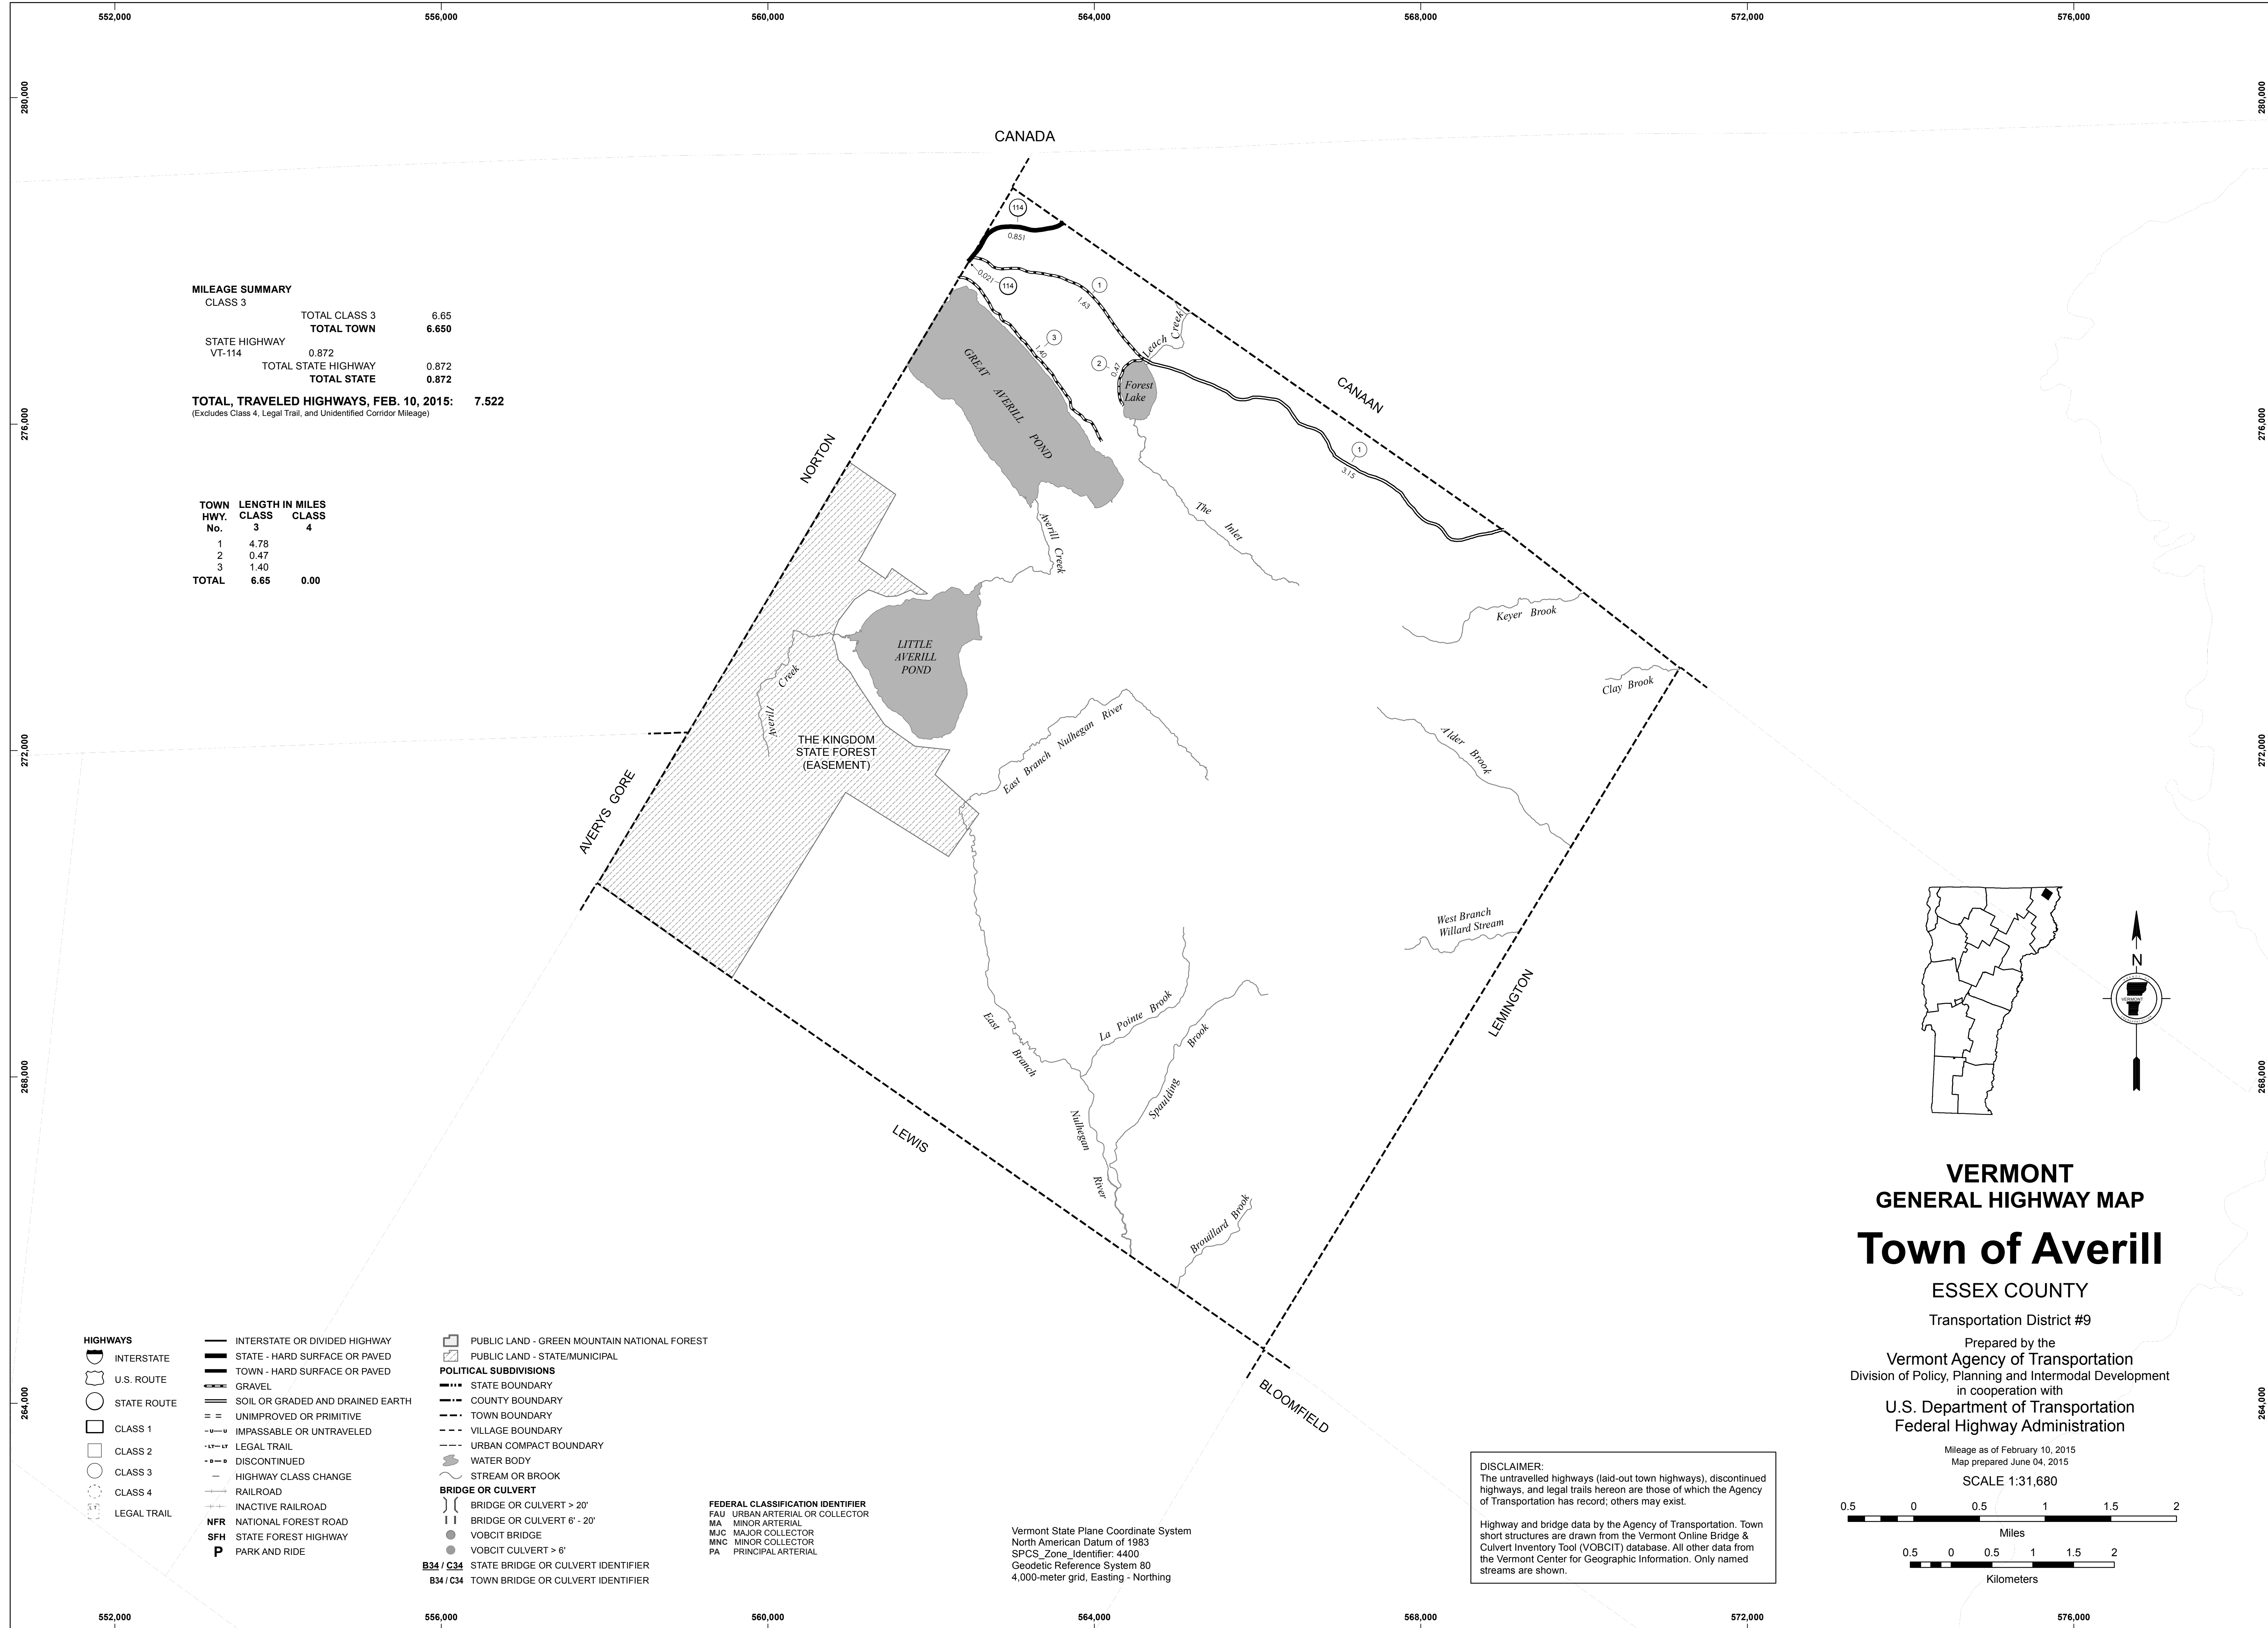 552,000 556,000 560,000 564,000 568,000 572,000 576,000
280,000 280,000
CANADA
114
0.851
0.021
114
1
1.63
3
1.40
2
0.47
Leach Creek
Forest
Lake
GREAT AVERILL POND
CANAAN
1
3.15
NORTON
276,000 276,000
MILEAGE SUMMARY
CLASS 3
TOTAL CLASS 3 6.65
TOTAL TOWN 6.650
STATE HIGHWAY
VT-114 0.872
TOTAL STATE HIGHWAY 0.872
TOTAL STATE 0.872
TOTAL, TRAVELED HIGHWAYS, FEB. 10, 2015: 7.522
(Excludes Class 4, Legal Trail, and Unidentified Corridor Mileage)
TOWN LENGTH IN MILES
HWY. CLASS CLASS
No. 3 4
1 4.78
2 0.47
3 1.40
TOTAL 6.65 0.00
The Inlet
Averill Creek
Keyer Brook
LITTLE
AVERILL
POND
Clay Brook
Averill Creek
East Branch Nulhegan River
Alder Brook
THE KINGDOM
STATE FOREST
(EASEMENT)
272,000 272,000
AVERYS GORE
West Branch
Willard Stream
LEMINGTON
La Pointe Brook
Spaulding Brook
East Branch Nulhegan River
268,000 268,000
LEWIS
Brouillard Brook
BLOOMFIELD
264,000 264,000
N
VERMONT
VERMONT
GENERAL HIGHWAY MAP
Town of Averill
ESSEX COUNTY
Transportation District #9
Prepared by the
Vermont Agency of Transportation
Division of Policy, Planning and Intermodal Development
in cooperation with
U.S. Department of Transportation
Federal Highway Administration
Mileage as of February 10, 2015
Map prepared June 04, 2015
SCALE 1:31,680
0.5 0 0.5 1 1.5 2
Miles
0.5 0 0.5 1 1.5 2
Kilometers
HIGHWAYS
INTERSTATE
U.S. ROUTE
STATE ROUTE
CLASS 1
CLASS 2
CLASS 3
CLASS 4
LEGAL TRAIL
INTERSTATE OR DIVIDED HIGHWAY
STATE - HARD SURFACE OR PAVED
TOWN - HARD SURFACE OR PAVED
GRAVEL
SOIL OR GRADED AND DRAINED EARTH
UNIMPROVED OR PRIMITIVE
U U IMPASSABLE OR UNTRAVELED
LT LT LEGAL TRAIL
D D DISCONTINUED
HIGHWAY CLASS CHANGE
RAILROAD
INACTIVE RAILROAD
NFR NATIONAL FOREST ROAD
SFH STATE FOREST HIGHWAY
P PARK AND RIDE
PUBLIC LAND - GREEN MOUNTAIN NATIONAL FOREST
PUBLIC LAND - STATE/MUNICIPAL
POLITICAL SUBDIVISIONS
STATE BOUNDARY
COUNTY BOUNDARY
TOWN BOUNDARY
VILLAGE BOUNDARY
URBAN COMPACT BOUNDARY
WATER BODY
STREAM OR BROOK
BRIDGE OR CULVERT
BRIDGE OR CULVERT > 20'
BRIDGE OR CULVERT 6' - 20'
VOBCIT BRIDGE
VOBCIT CULVERT > 6'
B34 / C34 STATE BRIDGE OR CULVERT IDENTIFIER
B34 / C34 TOWN BRIDGE OR CULVERT IDENTIFIER
FEDERAL CLASSIFICATION IDENTIFIER
FAU URBAN ARTERIAL OR COLLECTOR
MA MINOR ARTERIAL
MJC MAJOR COLLECTOR
MNC MINOR COLLECTOR
PA PRINCIPAL ARTERIAL
Vermont State Plane Coordinate System
North American Datum of 1983
SPCS_Zone_Identifier: 4400
Geodetic Reference System 80
4,000-meter grid, Easting - Northing
DISCLAIMER:
The untravelled highways (laid-out town highways), discontinued
highways, and legal trails hereon are those of which the Agency
of Transportation has record; others may exist.
Highway and bridge data by the Agency of Transportation. Town
short structures are drawn from the Vermont Online Bridge &
Culvert Inventory Tool (VOBCIT) database. All other data from
the Vermont Center for Geographic Information. Only named
streams are shown.
552,000 556,000 560,000 564,000 568,000 572,000 576,000